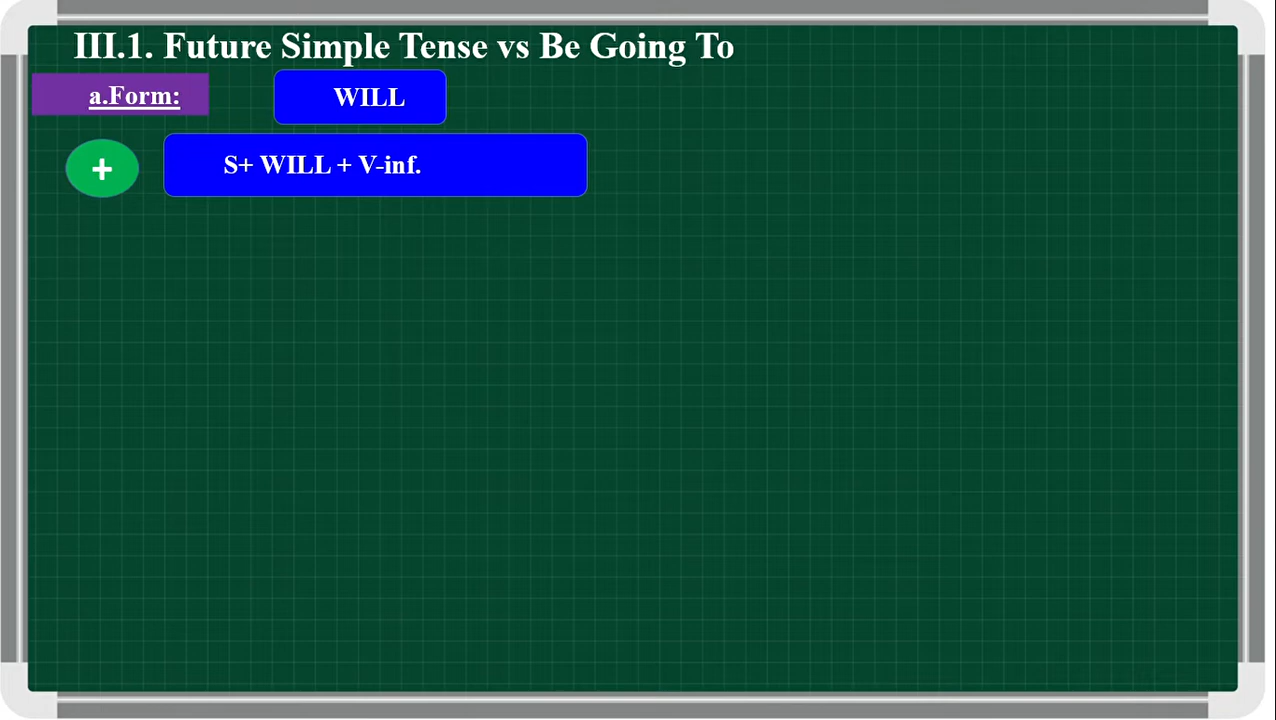 III.1. Future Simple Tense vs Be Going To
a.Form:
WILL
+
S+ WILL + V-inf.